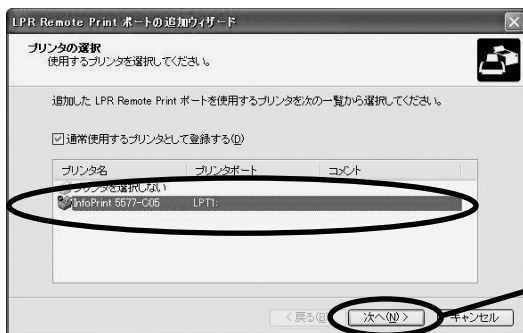 LPR Remote Print ポートの追加ウィザード
プリンタの選択
使用するプリンタを選択してください。
追加した LPR Remote Print ポートを使用するプリンタを次の一覧から選択してください。
通常使用するプリンタとして登録する(D)
プリンタ名 プリンタポート コメント
プリンタを選択しない
InfoPrint 5577-C05 LPT1:
< 戻る(B) 次へ(N) > キャンセル